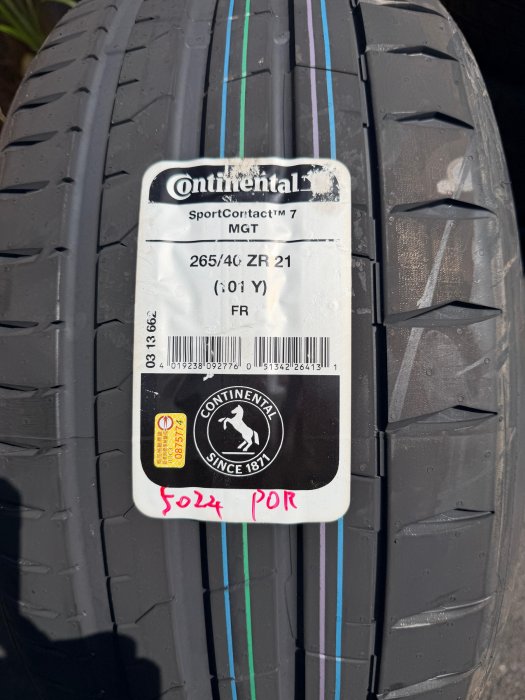 Continental
SportContact™ 7
MGT
265/40 ZR 21
(101 Y)
FR
03 13 662
4 019238 092776
0 51342 26413 1
CONTINENTAL
SINCE 1871
0875774
5024 POR